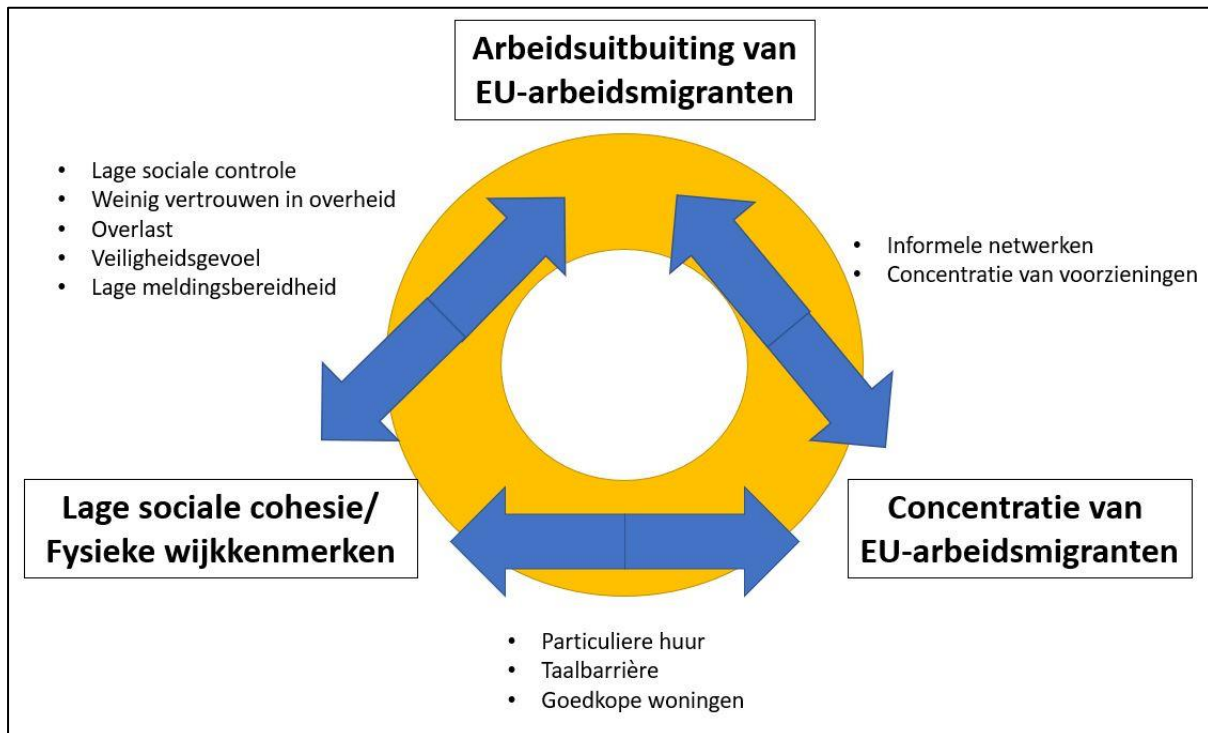 Arbeidsuitbuiting van
EU-arbeidsmigranten
• Lage sociale controle
• Weinig vertrouwen in overheid
• Overlast
• Veiligheidsgevoel
• Lage meldingsbereidheid
• Informele netwerken
• Concentratie van voorzieningen
Lage sociale cohesie/
Fysieke wijkkenmerken
Concentratie van
EU-arbeidsmigranten
• Particuliere huur
• Taalbarrière
• Goedkope woningen